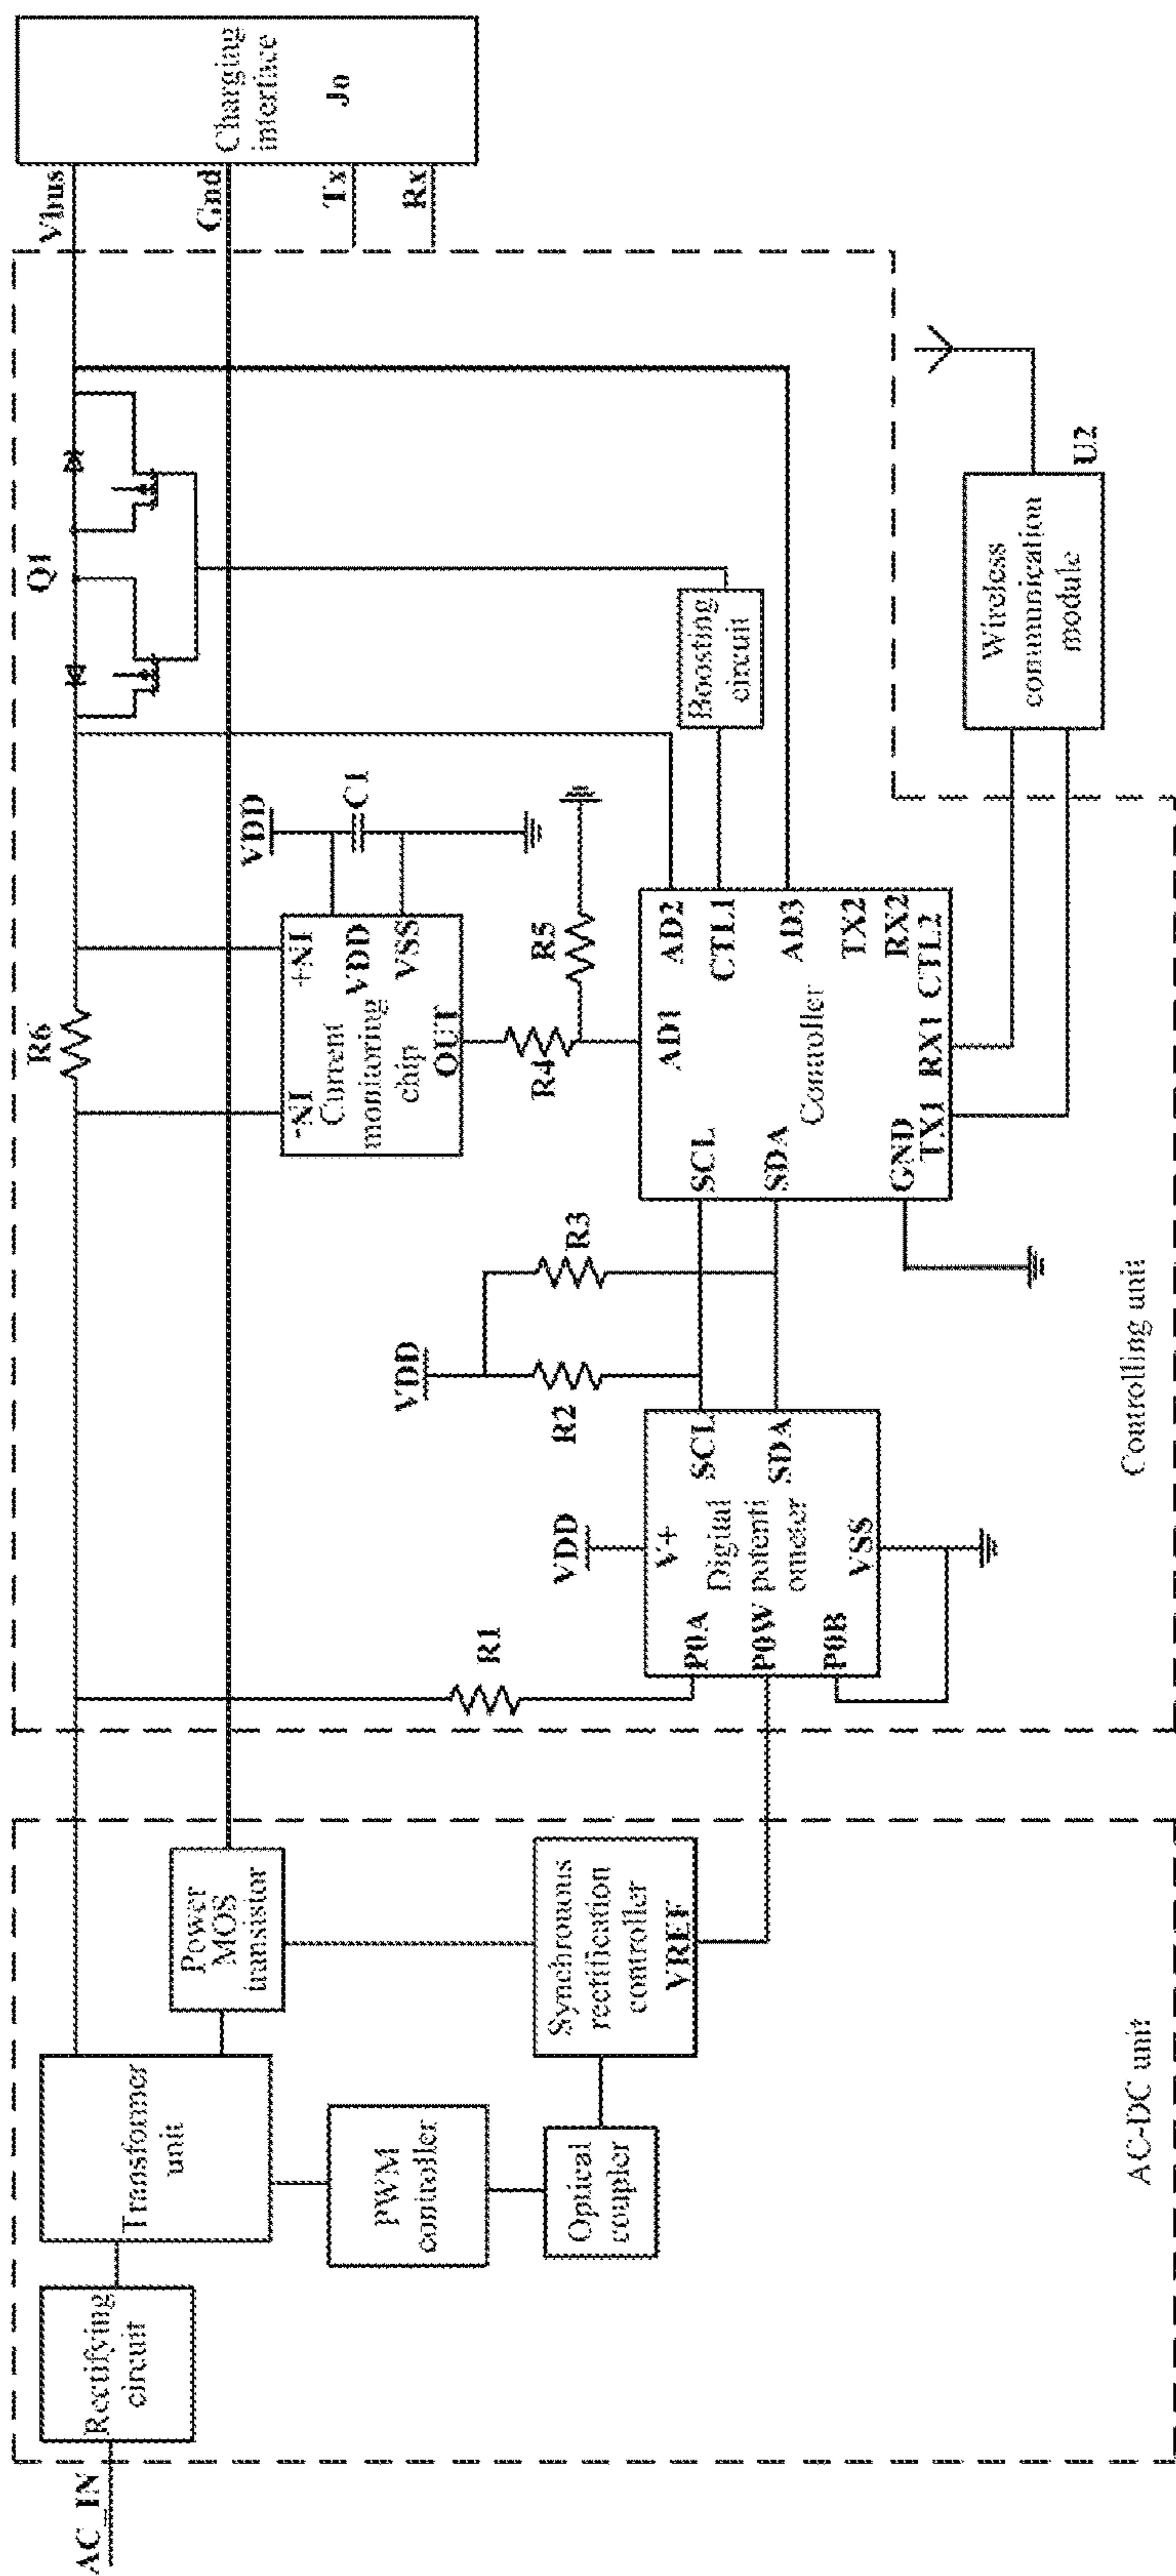 AC_IN
Rectifying
circuit
Transformer
unit
PWM
controller
Optical
coupler
Power
MOS
transistor
Synchronous
rectification
controller
VREF
AC-DC unit
R1
VDD
V+
P0A
P0W
P0B
SCL
SDA
VSS
Digital
potenti
ometer
VDD
R2
R3
R6
-NI
+NI
VDD
VSS
OUT
Current
monitoring
chip
VDD
C1
R4
R5
SCL
SDA
GND
AD1
AD2
CTL1
AD3
TX2
RX2
CTL2
RX1
TX1
Controller
Boosting
circuit
Q1
Controlling unit
Wireless
communication
module
U2
Vbus
Gnd
Tx
Rx
Charging
interface
Jo